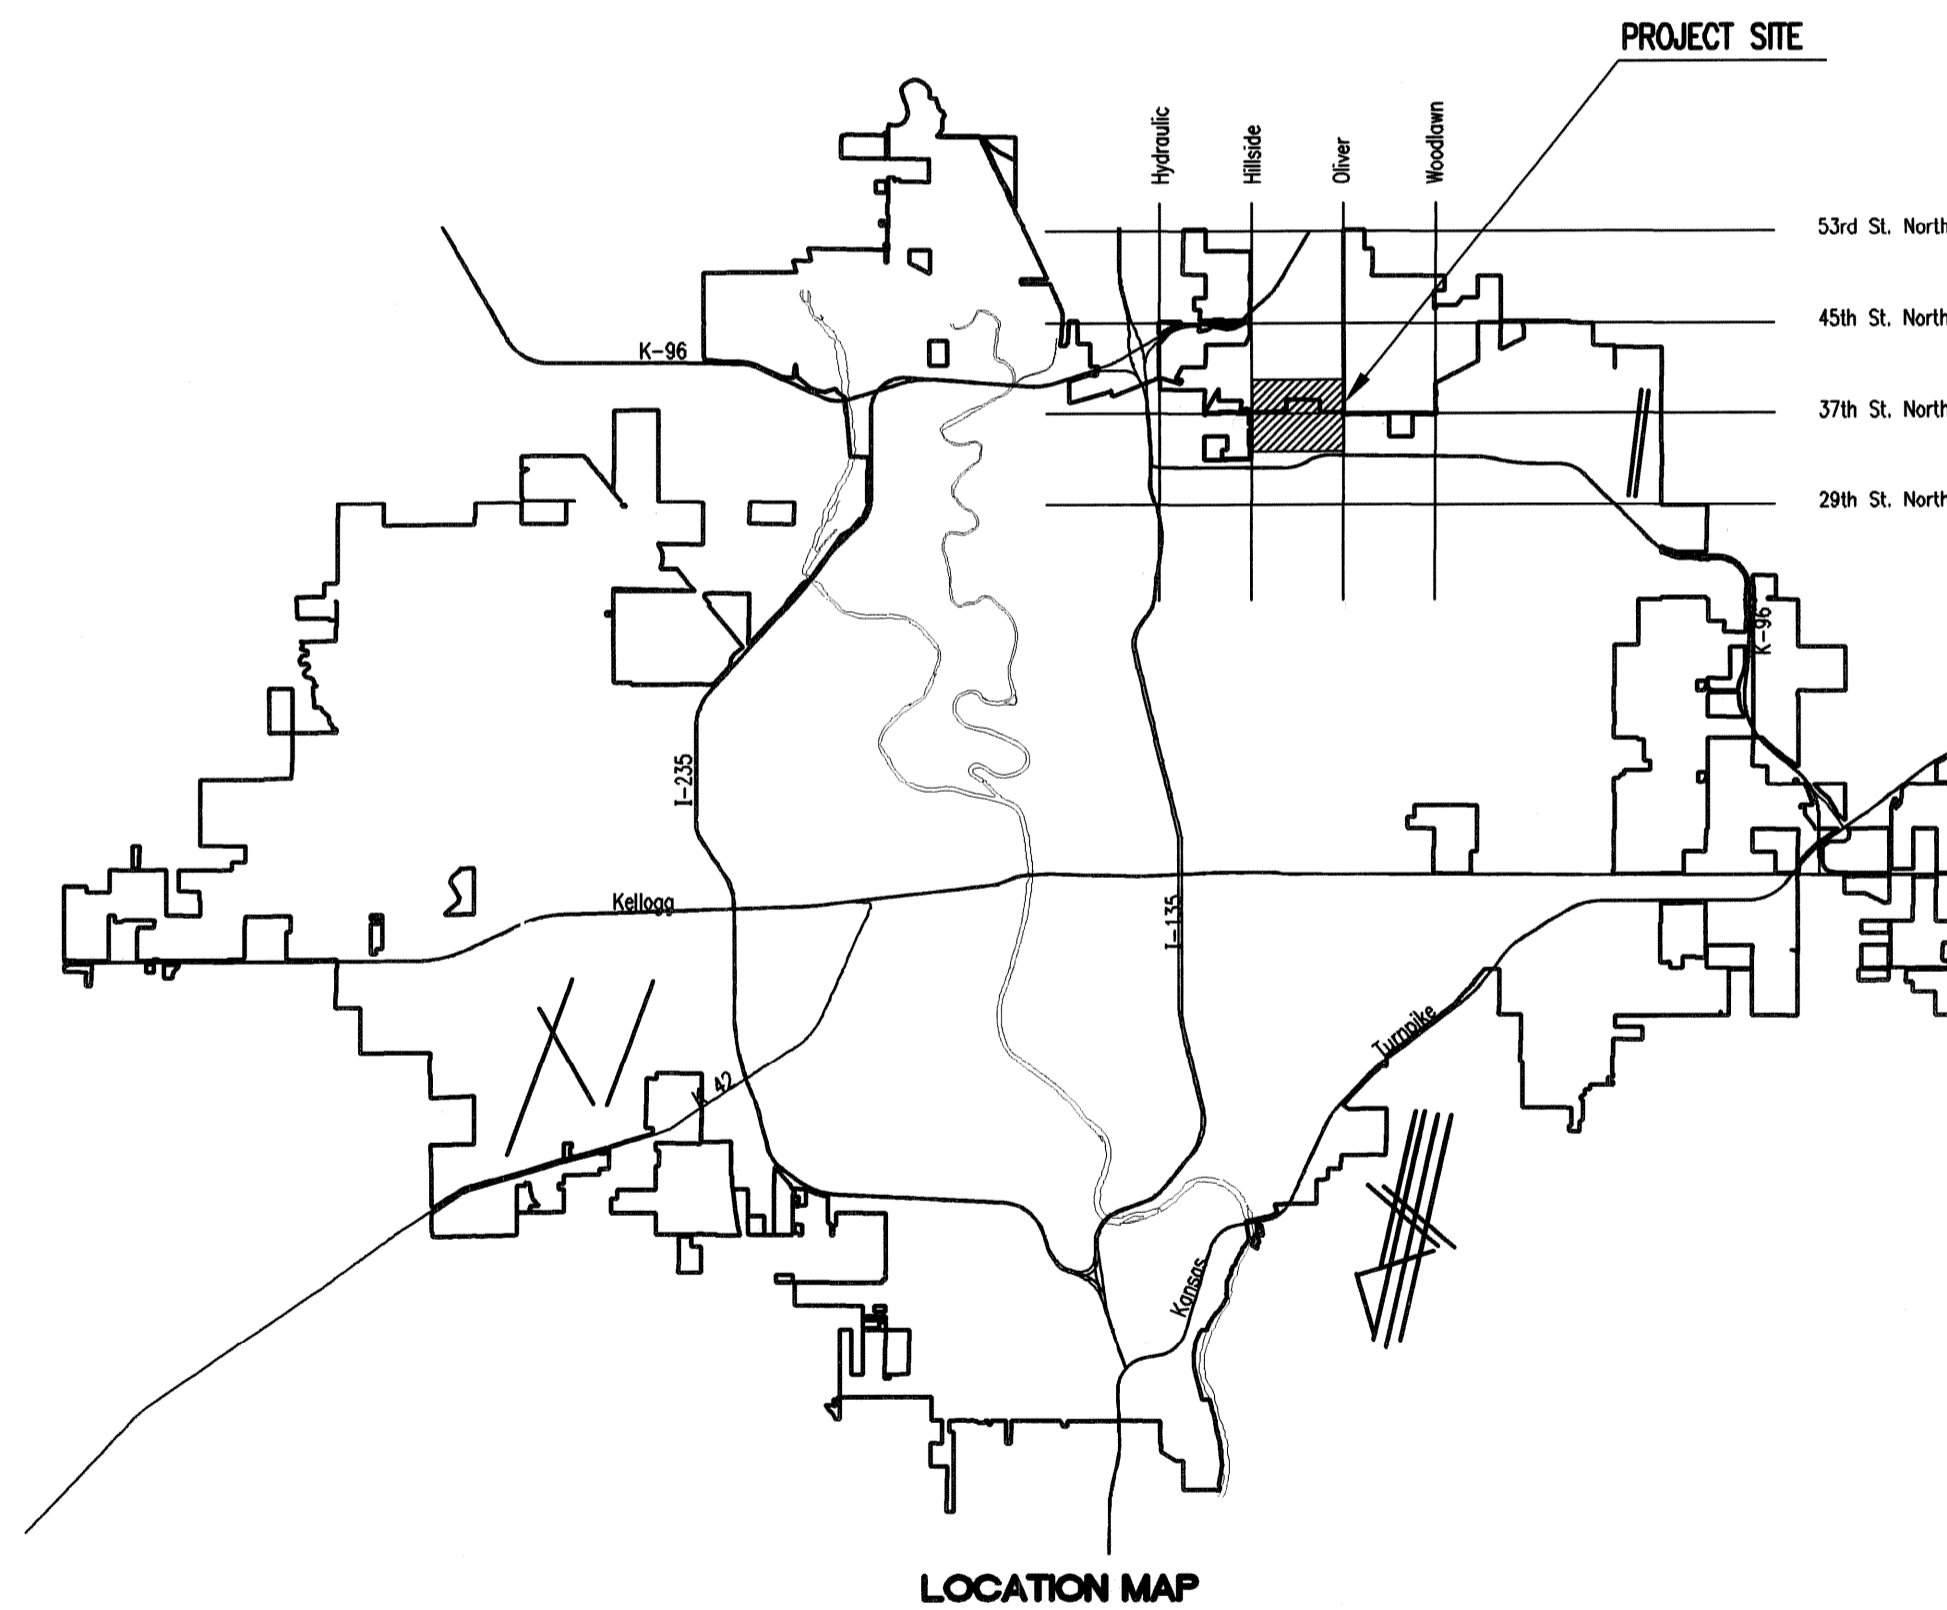 PROJECT SITE
Hydraulic
Hillside
Oliver
Woodlawn
53rd St. North
45th St. North
K-96
37th St. North
29th St. North
K-96
I-235
Kellogg
I-135
Turnpike
K 42
Kansas
LOCATION MAP